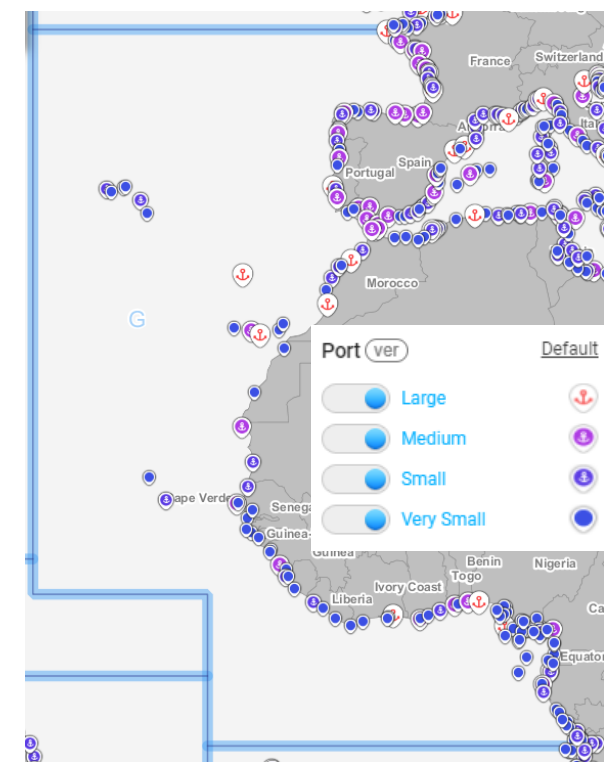 France
Switzerland
Spain
Portugal
Morocco
G
Port ver Default
Large
Medium
Small
Very Small
ape Verde
Senega
Guinea-
Guinea
Benin
Nigeria
Togo
Ivory Coast
Liberia
Ca
Equator